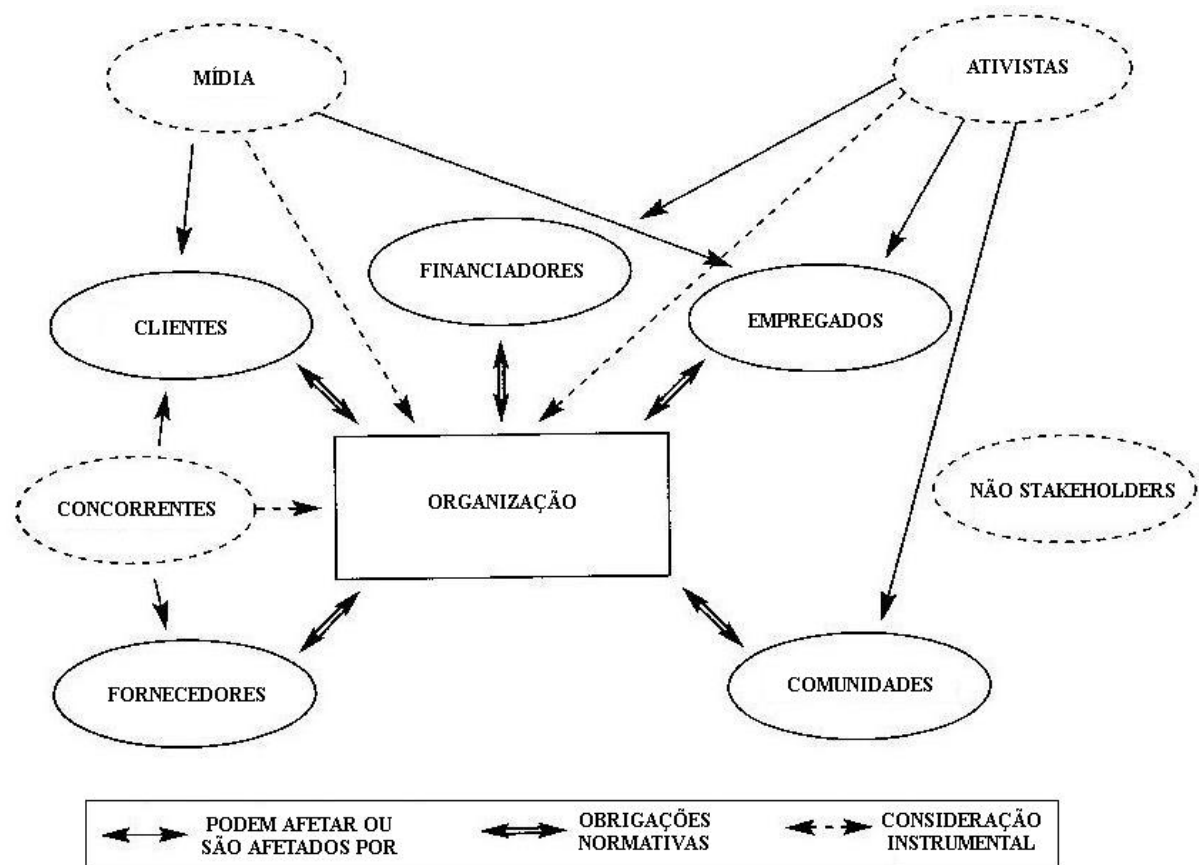 MÍDIA
ATIVISTAS
FINANCIADORES
CLIENTES
EMPREGADOS
CONCORRENTES
ORGANIZAÇÃO
NÃO STAKEHOLDERS
FORNECEDORES
COMUNIDADES
PODEM AFETAR OU
SÃO AFETADOS POR
OBRIGAÇÕES
NORMATIVAS
CONSIDERAÇÃO
INSTRUMENTAL